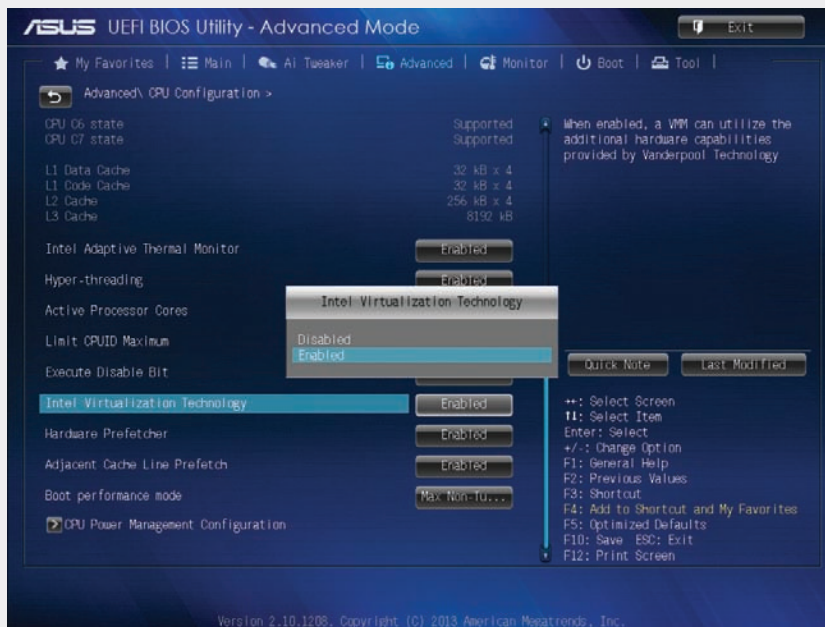 ASUS UEFI BIOS Utility - Advanced Mode
Exit
My Favorites | Main | Ai Tweaker | Advanced | Monitor | Boot | Tool |
Advanced\ CPU Configuration >
CPU C6 state Supported
CPU C7 state Supported
L1 Data Cache 32 kB x 4
L1 Code Cache 32 kB x 4
L2 Cache 256 kB x 4
L3 Cache 8192 kB
Intel Adaptive Thermal Monitor Enabled
Hyper-threading Enabled
Active Processor Cores
Limit CPUID Maximum
Execute Disable Bit
Intel Virtualization Technology Enabled
Hardware Prefetcher Enabled
Adjacent Cache Line Prefetch Enabled
Boot performance mode Max Non-Tu...
CPU Power Management Configuration
Intel Virtualization Technology
Disabled
Enabled
When enabled, a VMM can utilize the
additional hardware capabilities
provided by Vanderpool Technology
Quick Note Last Modified
→←: Select Screen
↑↓: Select Item
Enter: Select
+/-: Change Option
F1: General Help
F2: Previous Values
F3: Shortcut
F4: Add to Shortcut and My Favorites
F5: Optimized Defaults
F10: Save ESC: Exit
F12: Print Screen
Version 2.10.1208. Copyright (C) 2013 American Megatrends, Inc.